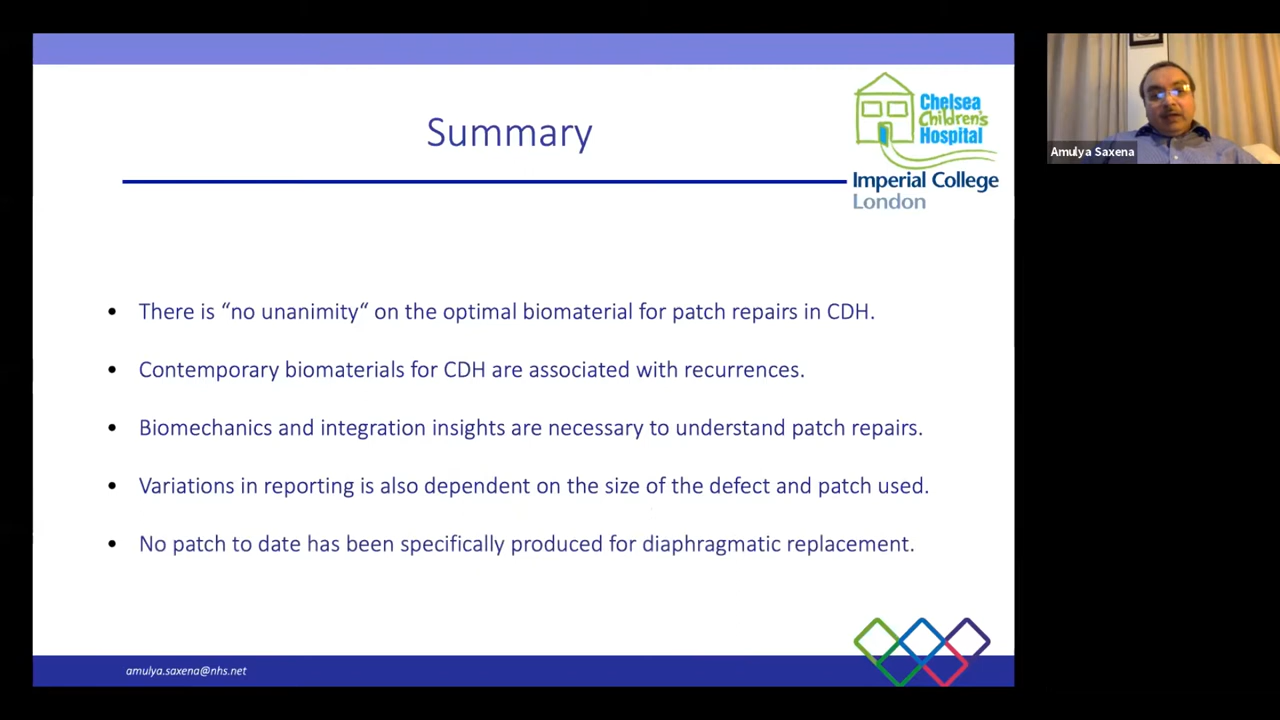 Summary
Chelsea
Children's
Hospital
Imperial College
London
Amulya Saxena
• There is “no unanimity“ on the optimal biomaterial for patch repairs in CDH.
• Contemporary biomaterials for CDH are associated with recurrences.
• Biomechanics and integration insights are necessary to understand patch repairs.
• Variations in reporting is also dependent on the size of the defect and patch used.
• No patch to date has been specifically produced for diaphragmatic replacement.
amulya.saxena@nhs.net